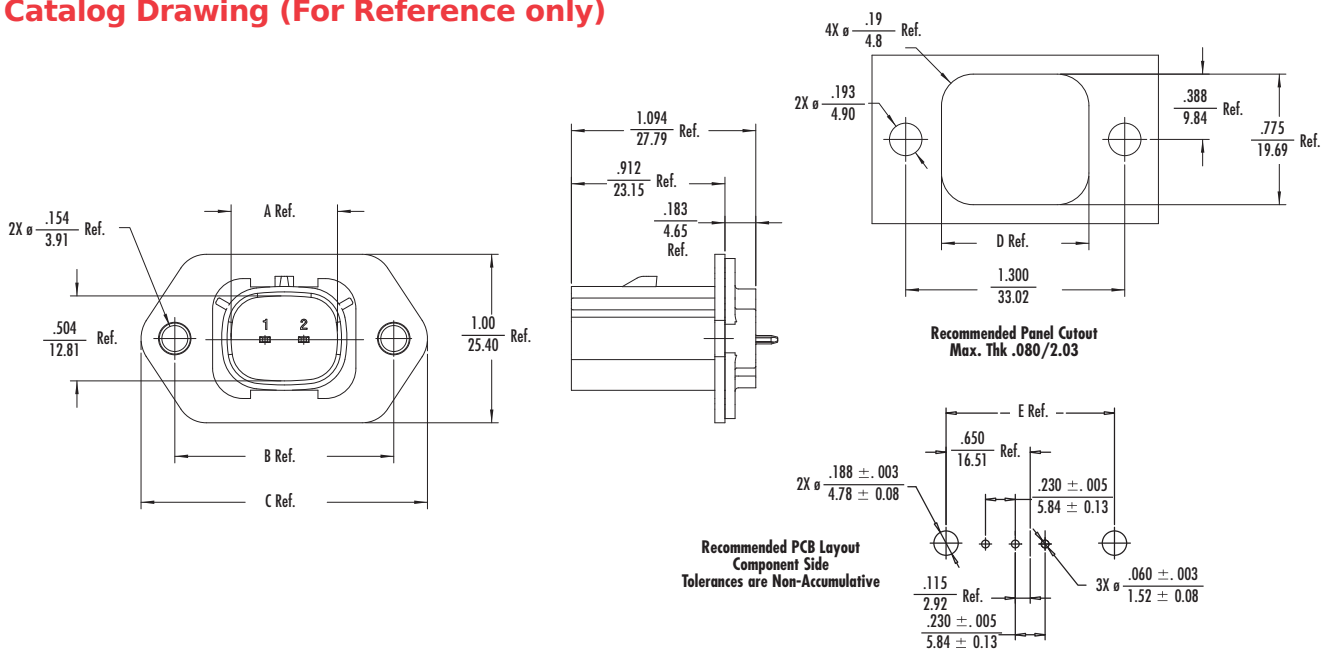 Catalog Drawing (For Reference only)
4X ø .19 Ref.
4.8
2X ø .193
4.90
.388 Ref.
9.84
.775 Ref.
19.69
D Ref.
1.300
33.02
Recommended Panel Cutout
Max. Thk .080/2.03
1.094 Ref.
27.79
.912 Ref.
23.15
.183
4.65
Ref.
A Ref.
2X ø .154 Ref.
3.91
.504 Ref.
12.81
1 2
1.00 Ref.
25.40
B Ref.
C Ref.
E Ref.
.650 Ref.
16.51
2X ø .188 ±.003
4.78 ± 0.08
.230 ±.005
5.84 ± 0.13
Recommended PCB Layout
Component Side
Tolerances are Non-Accumulative
.115 Ref.
2.92
3X ø .060 ±.003
1.52 ± 0.08
.230 ±.005
5.84 ± 0.13